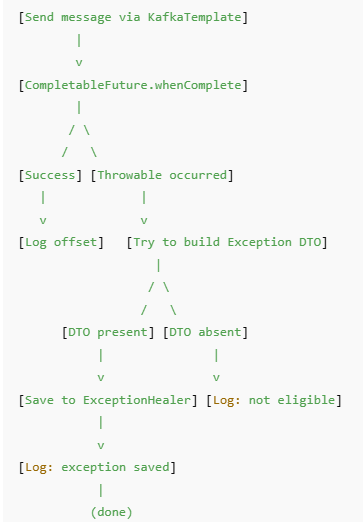 [Send message via KafkaTemplate]
|
v
[CompletableFuture.whenComplete]
|
/ \
/ \
[Success] [Throwable occurred]
| |
v v
[Log offset] [Try to build Exception DTO]
|
/ \
/ \
[DTO present] [DTO absent]
| |
v v
[Save to ExceptionHealer] [Log: not eligible]
|
v
[Log: exception saved]
|
(done)